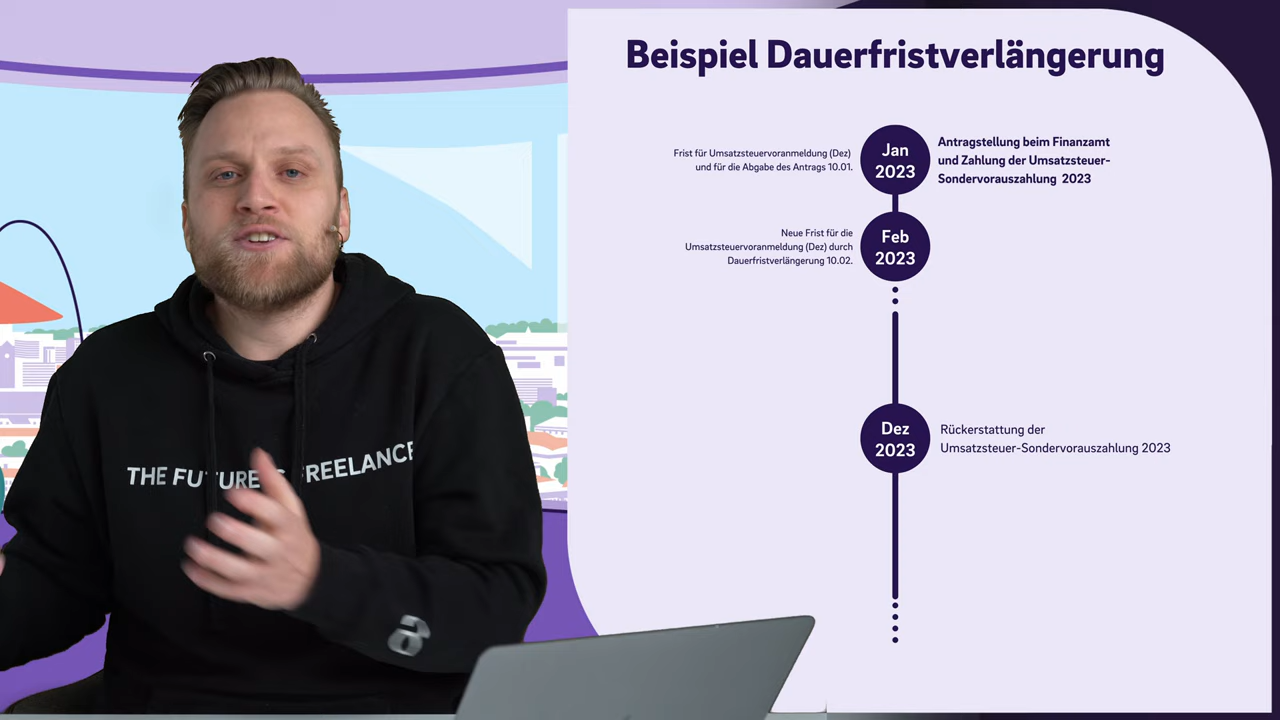 Beispiel Dauerfristverlängerung
Frist für Umsatzsteuervoranmeldung (Dez)
und für die Abgabe des Antrags 10.01.
Jan
2023
Antragstellung beim Finanzamt
und Zahlung der Umsatzsteuer-
Sondervorauszahlung 2023
Neue Frist für die
Umsatzsteuervoranmeldung (Dez) durch
Dauerfristverlängerung 10.02.
Feb
2023
Dez
2023
Rückerstattung der
Umsatzsteuer-Sondervorauszahlung 2023
THE FUTURE FREELANCE